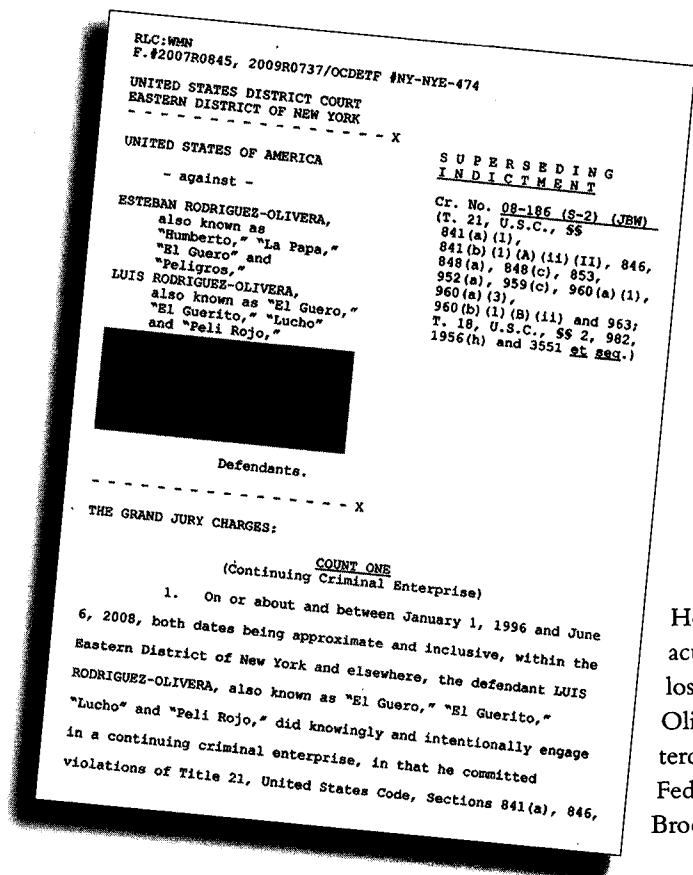 RLC:WMN
F.#2007R0845, 2009R0737/OCDETF #NY-NYE-474
UNITED STATES DISTRICT COURT
EASTERN DISTRICT OF NEW YORK
- - - - - - - - - - - - - - - - X
UNITED STATES OF AMERICA
- against -
ESTEBAN RODRIGUEZ-OLIVERA,
also known as
"Humberto," "La Papa,"
"El Guero" and
"Peligros,"
LUIS RODRIGUEZ-OLIVERA,
also known as "El Guero,"
"El Guerito," "Lucho"
and "Peli Rojo,"
Defendants.
- - - - - - - - - - - - - - - - X
S U P E R S E D I N G
I N D I C T M E N T
Cr. No. 08-186 (S-2) (JBW)
(T. 21, U.S.C., §§
841(a)(1),
841(b)(1)(A)(ii)(II), 846,
848(a), 848(c), 853,
952(a), 959(c), 960(a)(1),
960(a)(3),
960(b)(1)(B)(ii) and 963;
T. 18, U.S.C., §§ 2, 982,
1956(h) and 3551 et seq.)
THE GRAND JURY CHARGES:
COUNT ONE
(Continuing Criminal Enterprise)
1. On or about and between January 1, 1996 and June
6, 2008, both dates being approximate and inclusive, within the
Eastern District of New York and elsewhere, the defendant LUIS
RODRIGUEZ-OLIVERA, also known as "El Guero," "El Guerito,"
"Lucho" and "Peli Rojo," did knowingly and intentionally engage
in a continuing criminal enterprise, in that he committed
violations of Title 21, United States Code, Sections 841(a), 846,
los
Fed